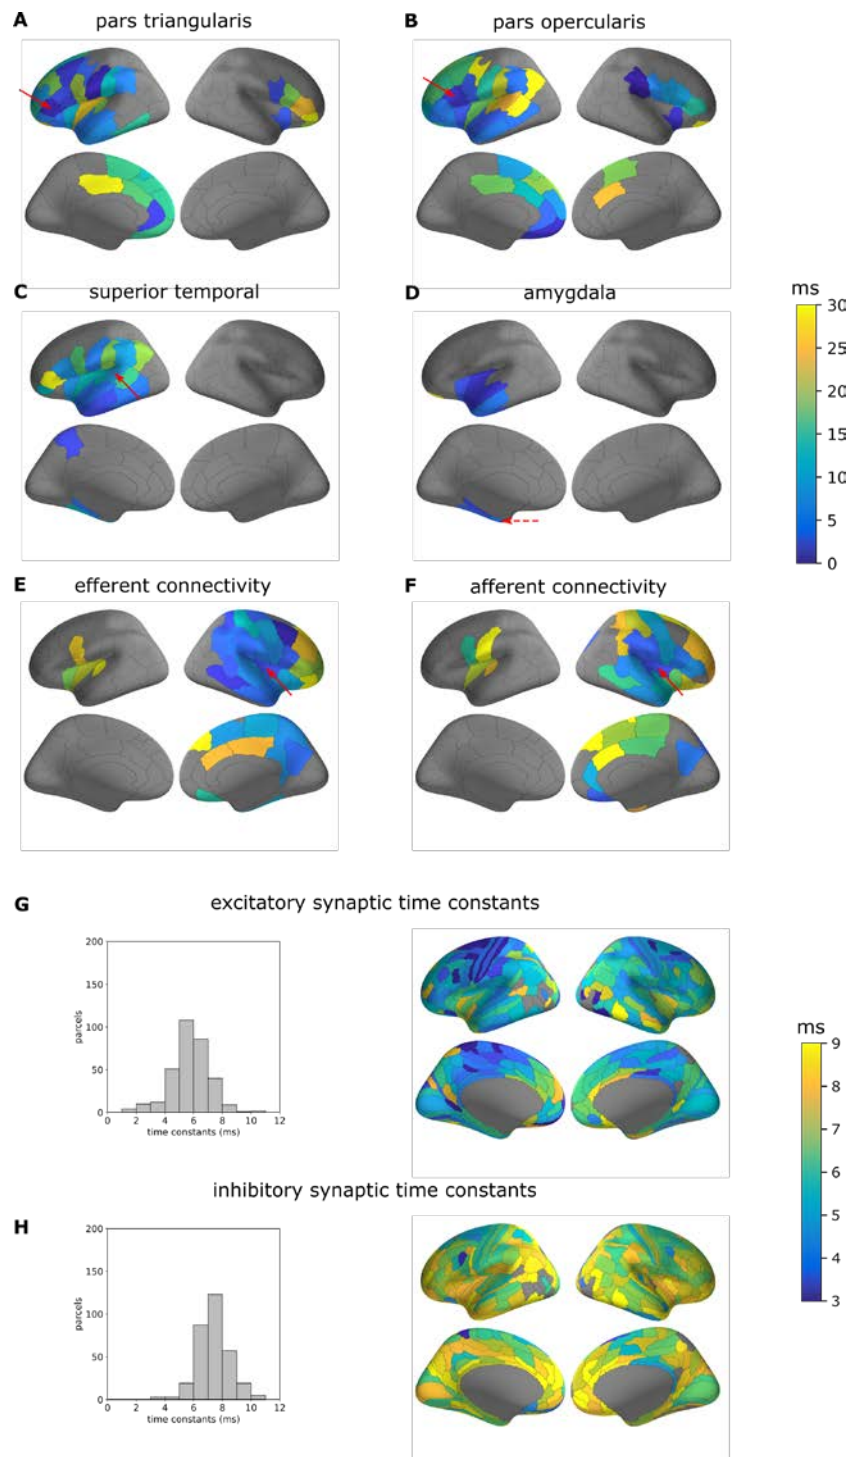 A pars triangularis
B pars opercularis
C superior temporal
D amygdala
ms
30
25
20
15
10
5
0
E efferent connectivity
F afferent connectivity
G excitatory synaptic time constants
200
150
100
50
0
parcels
0 2 4 6 8 10 12
time constants (ms)
ms
9
8
7
6
5
4
3
inhibitory synaptic time constants
H
200
150
100
50
0
parcels
0 2 4 6 8 10 12
time constants (ms)